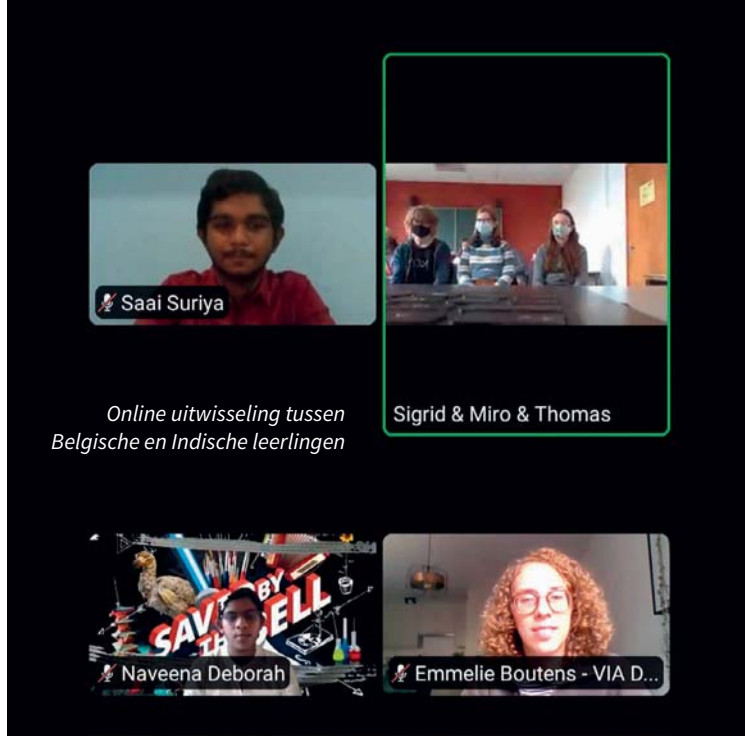 Saai Suriya
Sigrid & Miro & Thomas
Online uitwisseling tussen
Belgische en Indische leerlingen
SAVED BY
THE BELL
Naveena Deborah
Emmelie Boutens - VIA D...